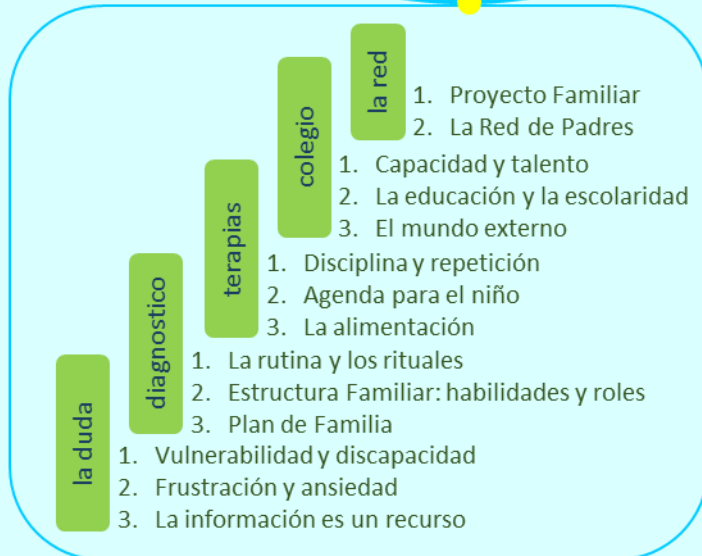 la red
1. Proyecto Familiar
2. La Red de Padres
colegio
1. Capacidad y talento
2. La educación y la escolaridad
3. El mundo externo
terapias
1. Disciplina y repetición
2. Agenda para el niño
3. La alimentación
diagnostico
1. La rutina y los rituales
2. Estructura Familiar: habilidades y roles
3. Plan de Familia
la duda
1. Vulnerabilidad y discapacidad
2. Frustración y ansiedad
3. La información es un recurso